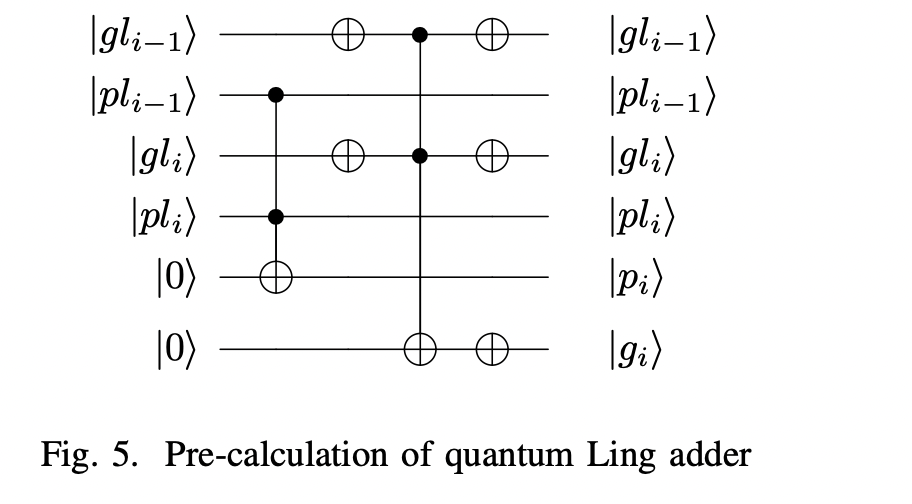 |gl_{i−1}⟩ |gl_{i−1}⟩
|pl_{i−1}⟩ |pl_{i−1}⟩
|gl_i⟩ |gl_i⟩
|pl_i⟩ |pl_i⟩
|0⟩ |p_i⟩
|0⟩ |g_i⟩
Fig. 5. Pre-calculation of quantum Ling adder